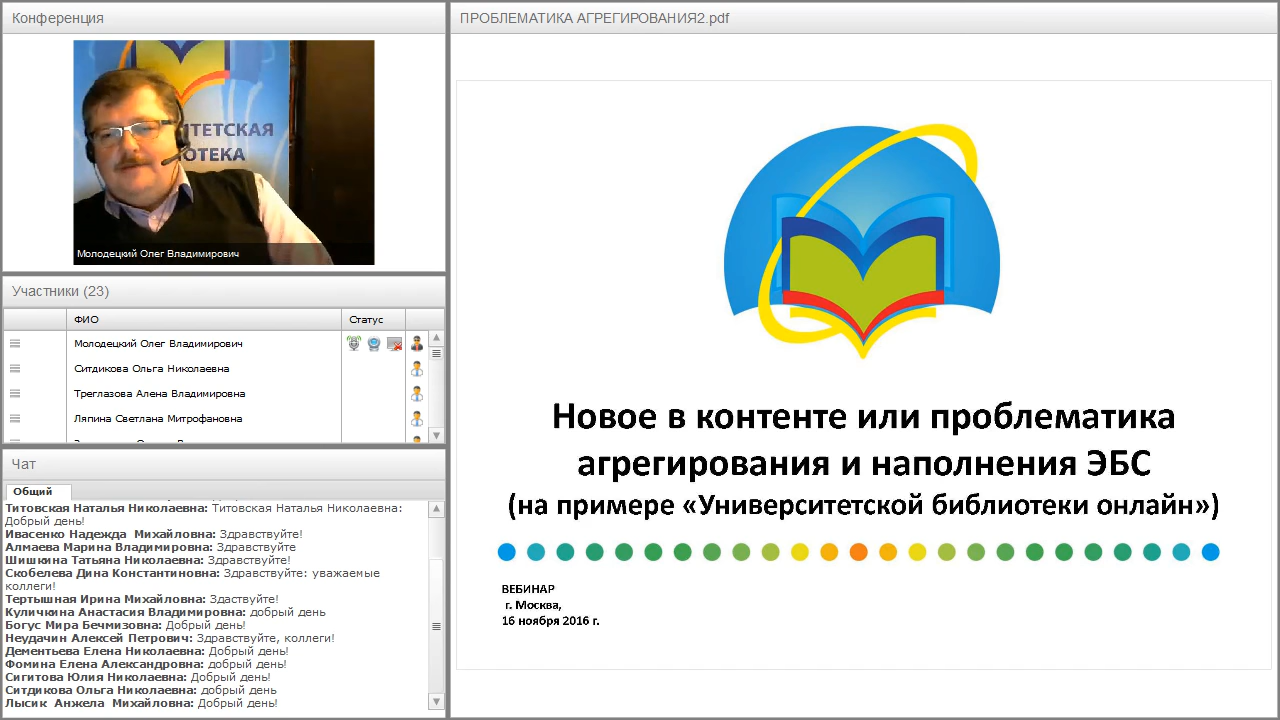 Конференция
ТЕТСКАЯ
ОТЕКА
Молодецкий Олег Владимирович
Участники (23)
ФИО Статус
Молодецкий Олег Владимирович
Ситдикова Ольга Николаевна
Треглазова Алена Владимировна
Ляпина Светлана Митрофановна
Чат
Общий
Титовская Наталья Николаевна: Титовская Наталья Николаевна:
Добрый день!
Ивасенко Надежда Михайловна: Здравствуйте!
Алмаева Марина Владимировна: Здравствуйте
Шишкина Татьяна Николаевна: Здравствуйте!
Скобелева Дина Константиновна: Здравствуйте: уважаемые
коллеги!
Тертышная Ирина Михайловна: Здаствуйте!
Куличкина Анастасия Владимировна: добрый день
Богус Мира Бечмизовна: Добрый день!
Неудачин Алексей Петрович: Здравствуйте, коллеги!
Дементьева Елена Николаевна: Добрый день!
Фомина Елена Александровна: добрый день!
Сигитова Юлия Николаевна: Добрый день!
Ситдикова Ольга Николаевна: добрый день
Лысик Анжела Михайловна: Добрый день!
ПРОБЛЕМАТИКА АГРЕГИРОВАНИЯ2.pdf
Новое в контенте или проблематика
агрегирования и наполнения ЭБС
(на примере «Университетской библиотеки онлайн»)
ВЕБИНАР
г. Москва,
16 ноября 2016 г.